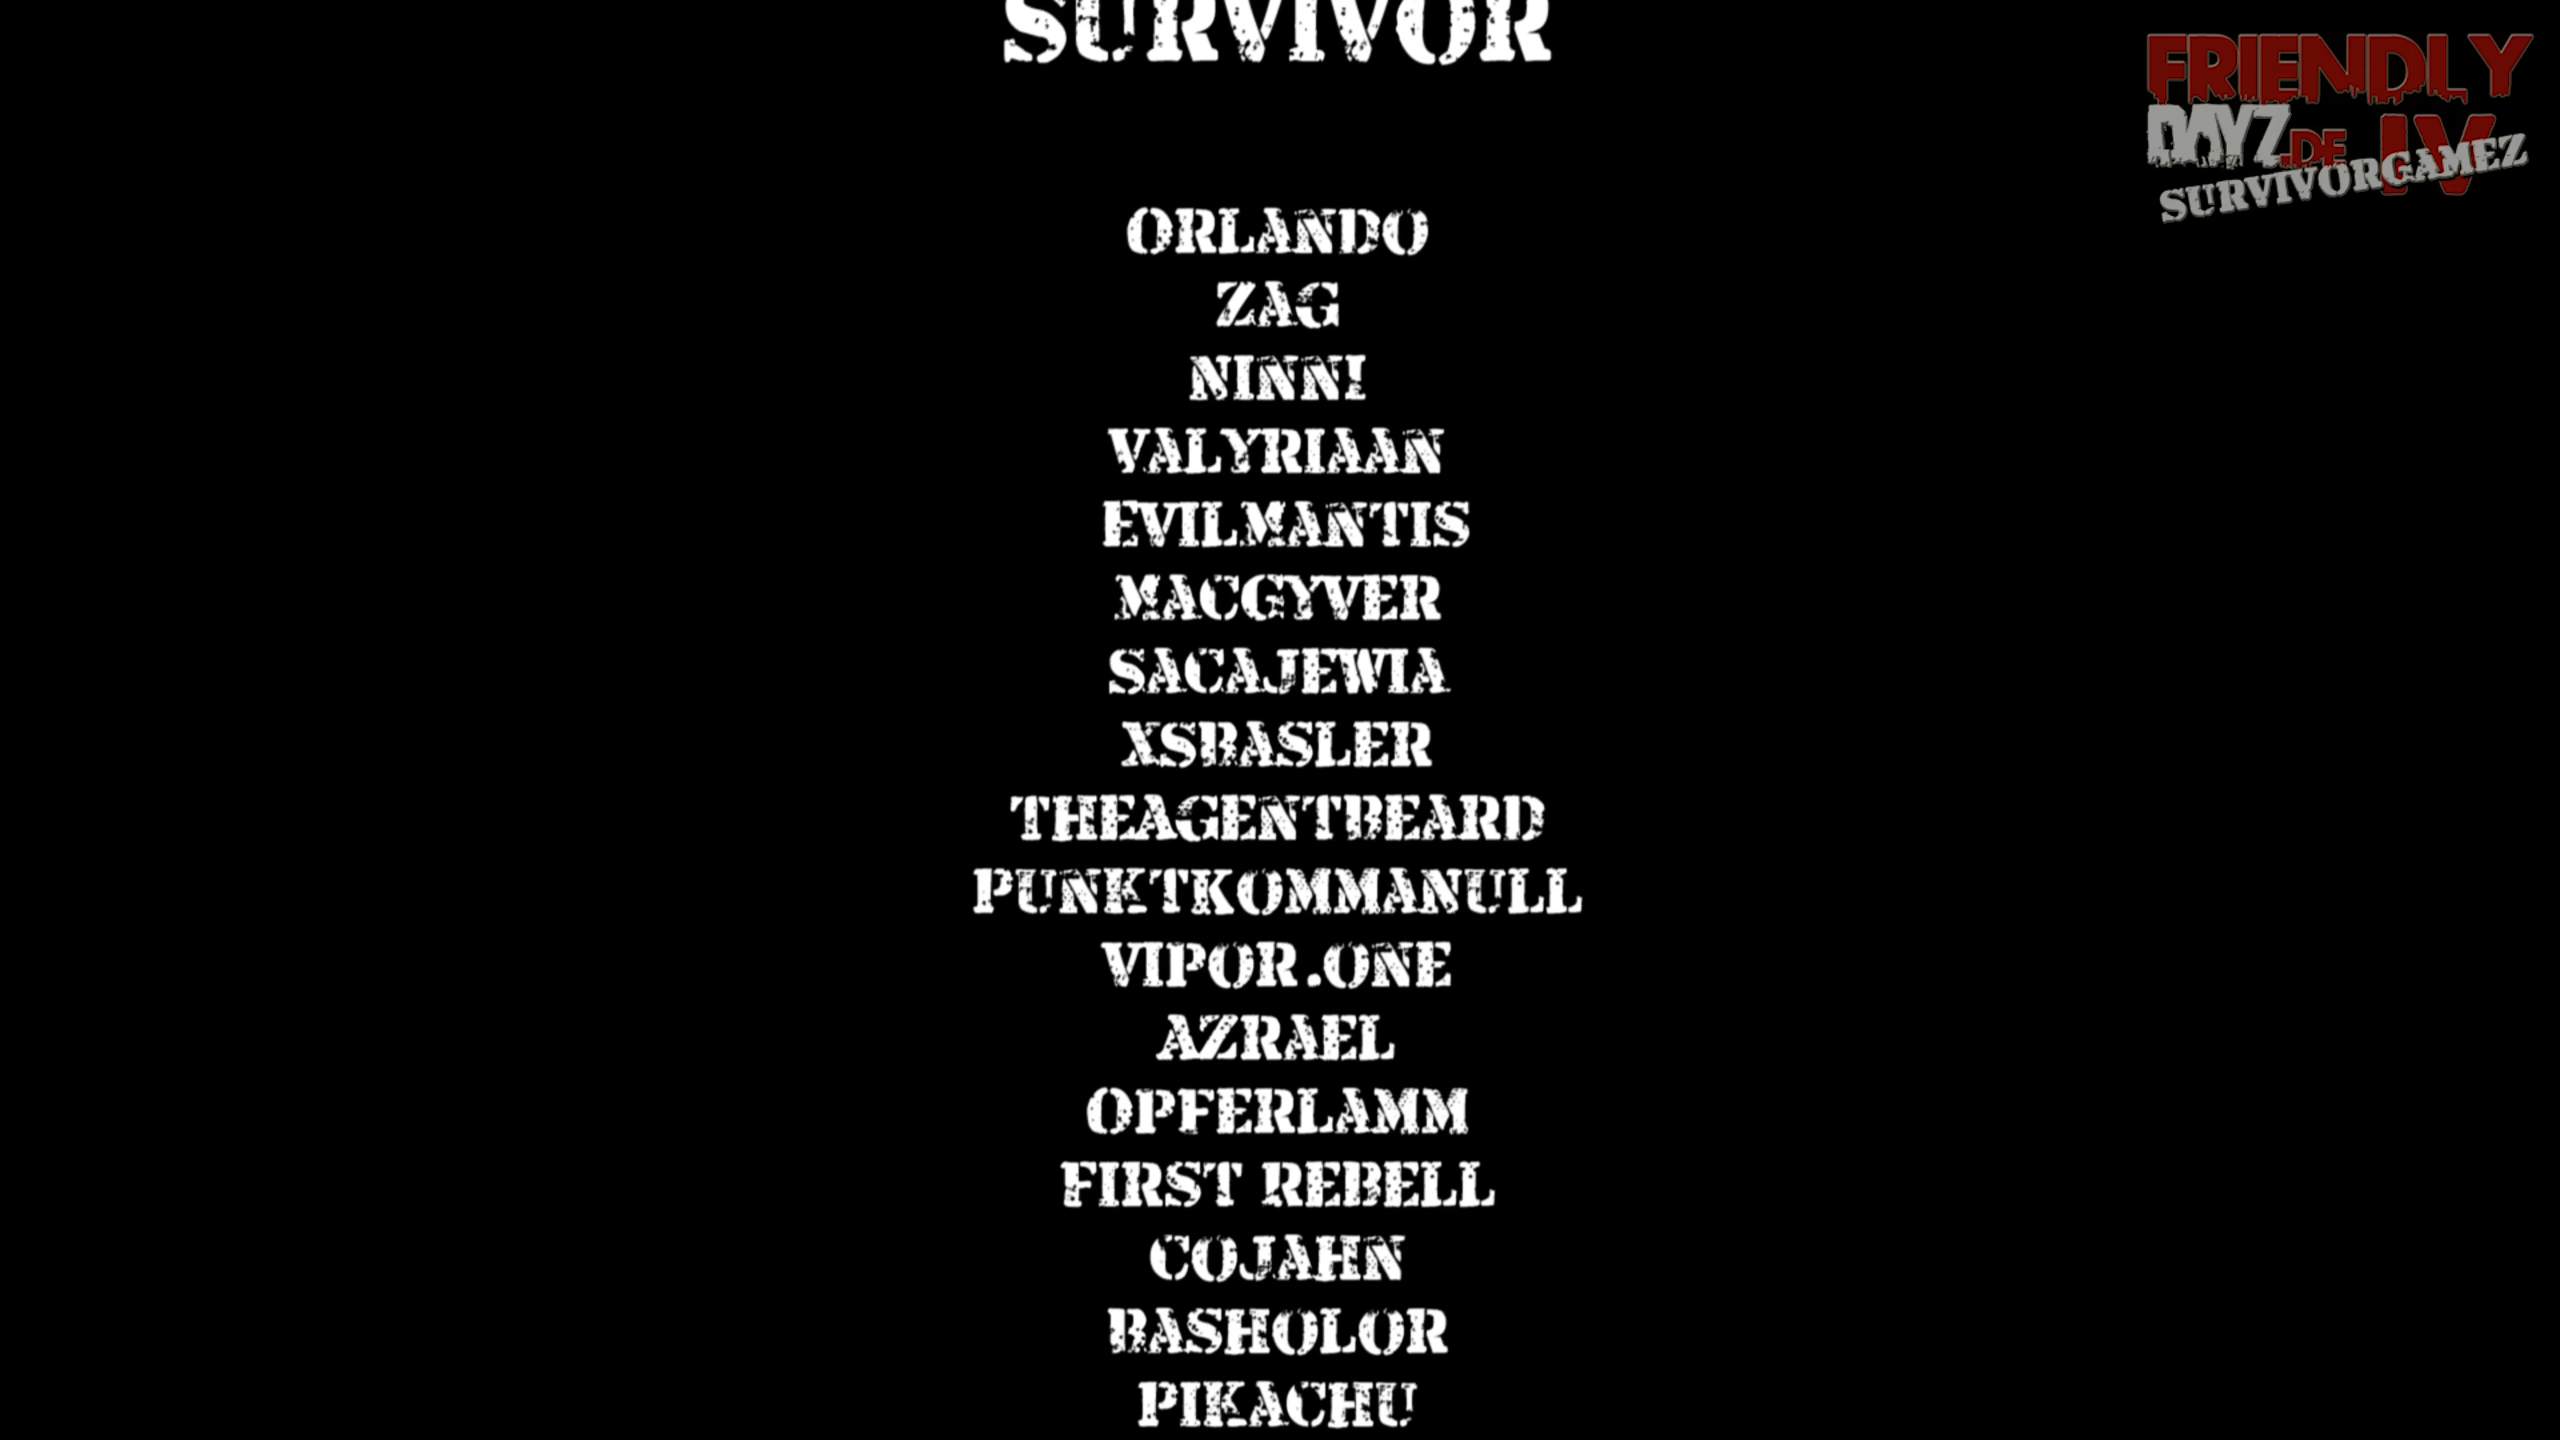 SURVIVOR
FRIENDLY
DAYZ.DE IV
SURVIVORGAMEZ
ORLANDO
ZAG
NINNI
VALYRIAAN
EVILMANTIS
MACGYVER
SACAJEWIA
XSBASLER
THEAGENTBEARD
PUNKTKOMMANULL
VIPOR.ONE
AZRAEL
OPFERLAMM
FIRST REBELL
COJAHN
BASHOLOR
PIKACHU